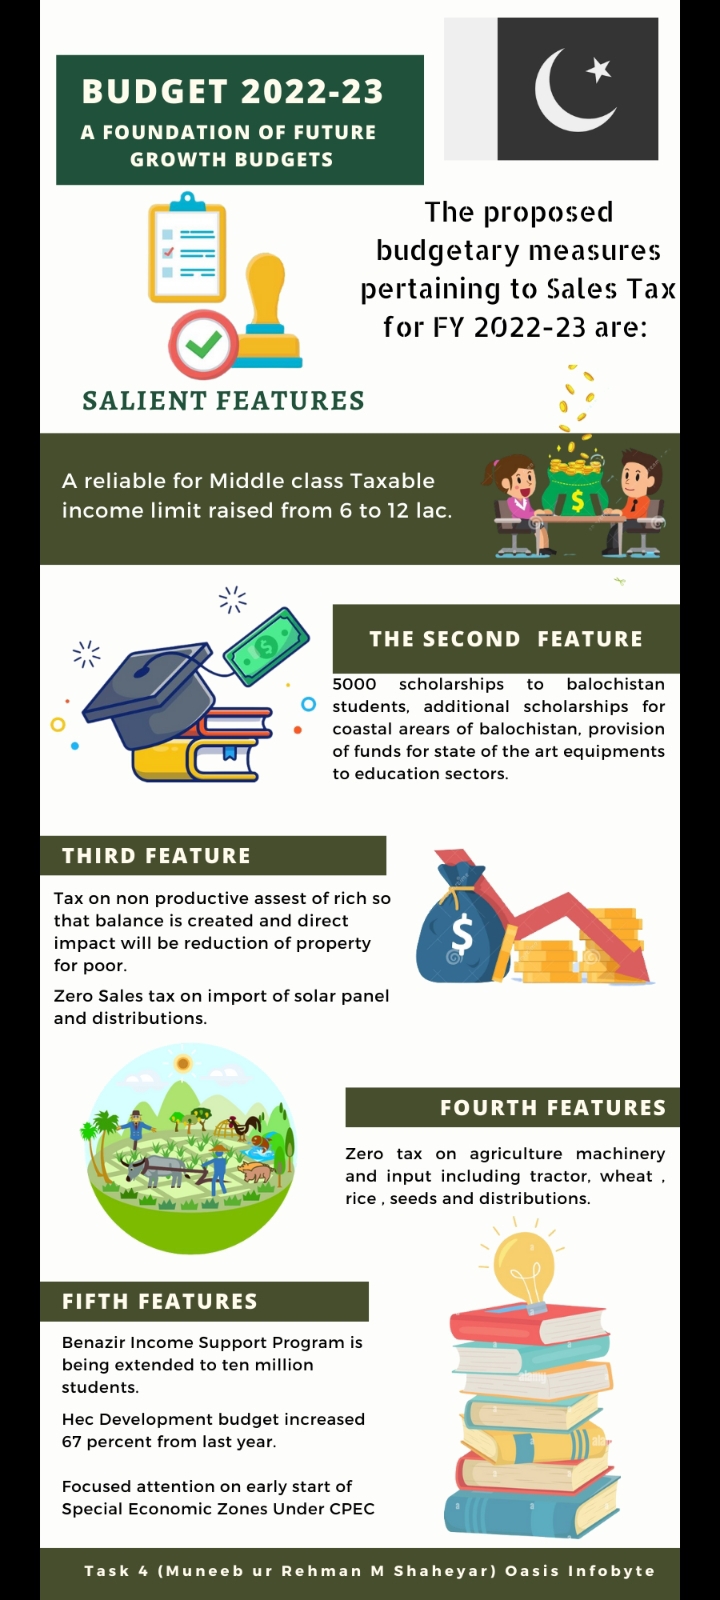 BUDGET 2022-23
A FOUNDATION OF FUTURE
GROWTH BUDGETS
The proposed
budgetary measures
pertaining to Sales Tax
for FY 2022-23 are:
SALIENT FEATURES
A reliable for Middle class Taxable
income limit raised from 6 to 12 lac.
$
THE SECOND FEATURE
5000 scholarships to balochistan
students, additional scholarships for
coastal arears of balochistan, provision
of funds for state of the art equipments
to education sectors.
THIRD FEATURE
Tax on non productive assest of rich so
that balance is created and direct
impact will be reduction of property
for poor.
Zero Sales tax on import of solar panel
and distributions.
$
FOURTH FEATURES
Zero tax on agriculture machinery
and input including tractor, wheat ,
rice , seeds and distributions.
FIFTH FEATURES
Benazir Income Support Program is
being extended to ten million
students.
Hec Development budget increased
67 percent from last year.
Focused attention on early start of
Special Economic Zones Under CPEC
alamy
Task 4 (Muneeb ur Rehman M Shaheyar) Oasis Infobyte